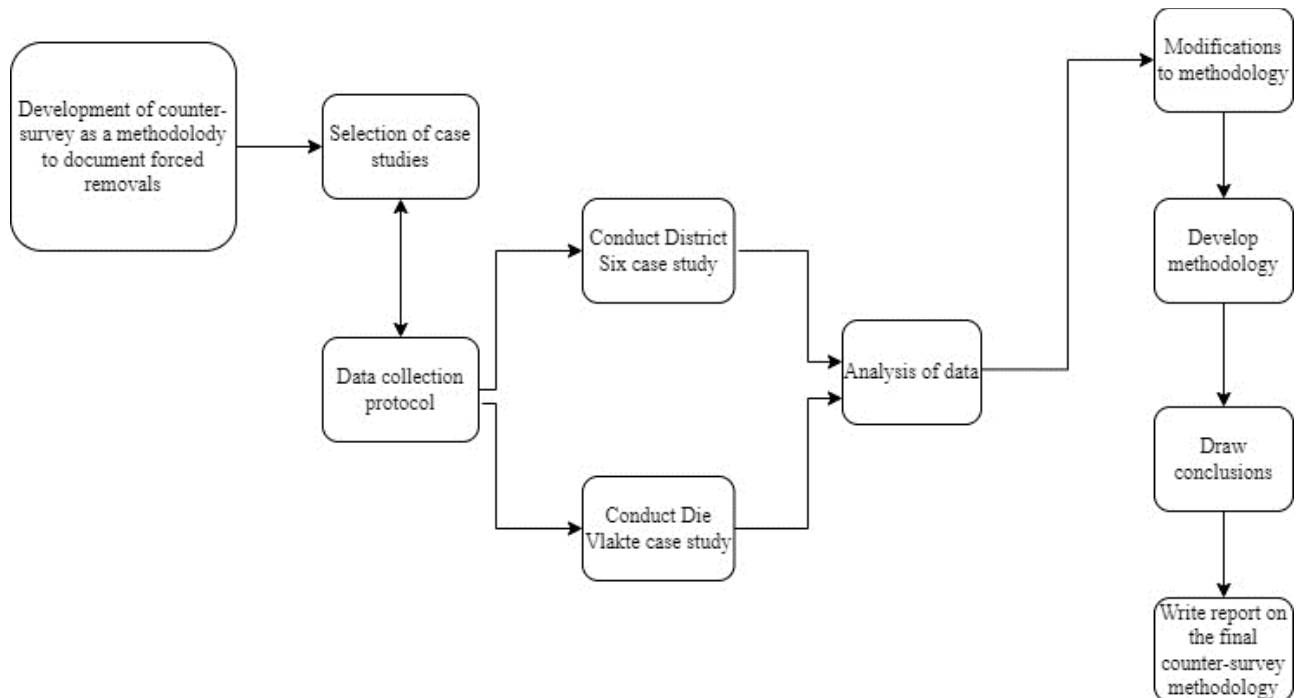 Development of counter-
survey as a methodolody
to document forced
removals
Selection of case
studies
Data collection
protocol
Conduct District
Six case study
Conduct Die
Vlakte case study
Analysis of data
Modifications
to methodology
Develop
methodology
Draw
conclusions
Write report on
the final
counter-survey
methodology